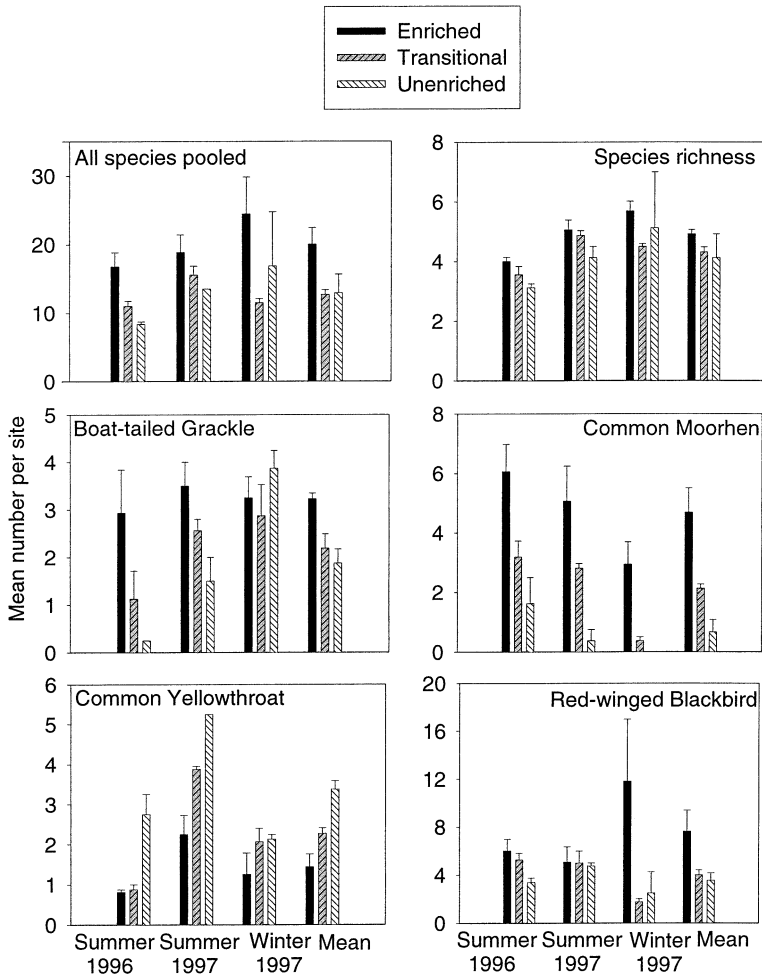 Enriched
Transitional
Unenriched
All species pooled
30
20
10
0
Species richness
8
6
4
2
0
Mean number per site
Boat-tailed Grackle
5
4
3
2
1
0
Common Moorhen
8
6
4
2
0
Common Yellowthroat
6
5
4
3
2
1
0
Summer 1996
Summer 1997
Winter 1997
Mean
Red-winged Blackbird
20
16
12
8
4
0
Summer 1996
Summer 1997
Winter 1997
Mean